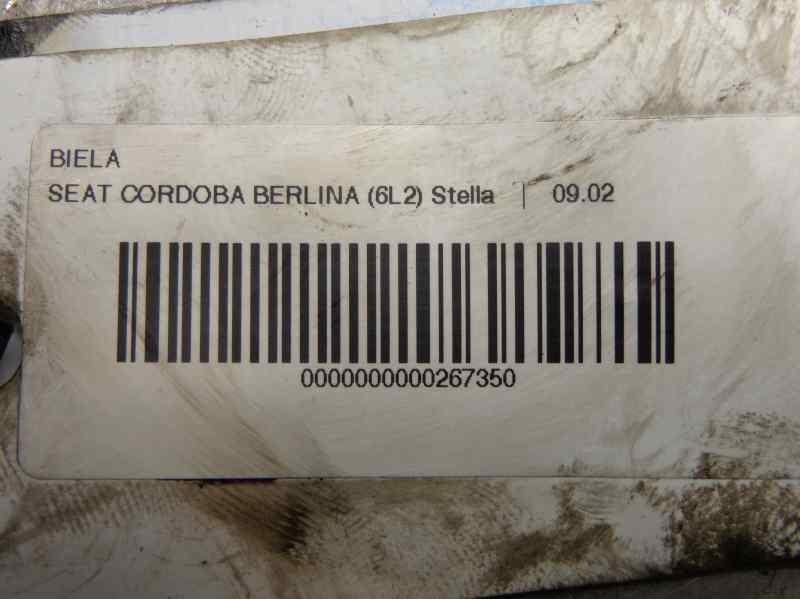 BIELA
SEAT CORDOBA BERLINA (6L2) Stella | 09.02
0000000000267350